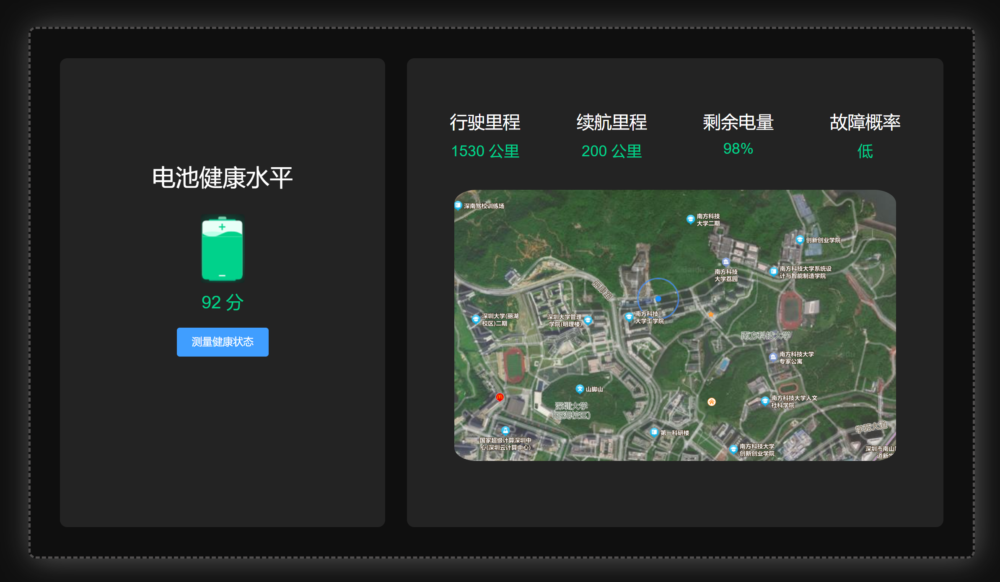 电池健康水平
92 分
测量健康状态
行驶里程
1530 公里
续航里程
200 公里
剩余电量
98%
故障概率
低
深南驾校训练场
南方科技
大学二期
创新创业学院
南方科技
大学荔园
南方科技大学系统设
计与智能制造学院
丽康路
深圳大学(丽湖
校区)二期
深圳大学管理
学院(明理楼)
南方科技
大学工学院
南方科技大学
南方科技大学
专家公寓
山脚山
深圳大学
(丽湖校区)
南方科技大学人文
社科学院
学苑大道
国家超级计算深圳中
心(深圳云计算中心)
第一科研楼
南方科技大学
创新创业学院
深圳市南山
道新